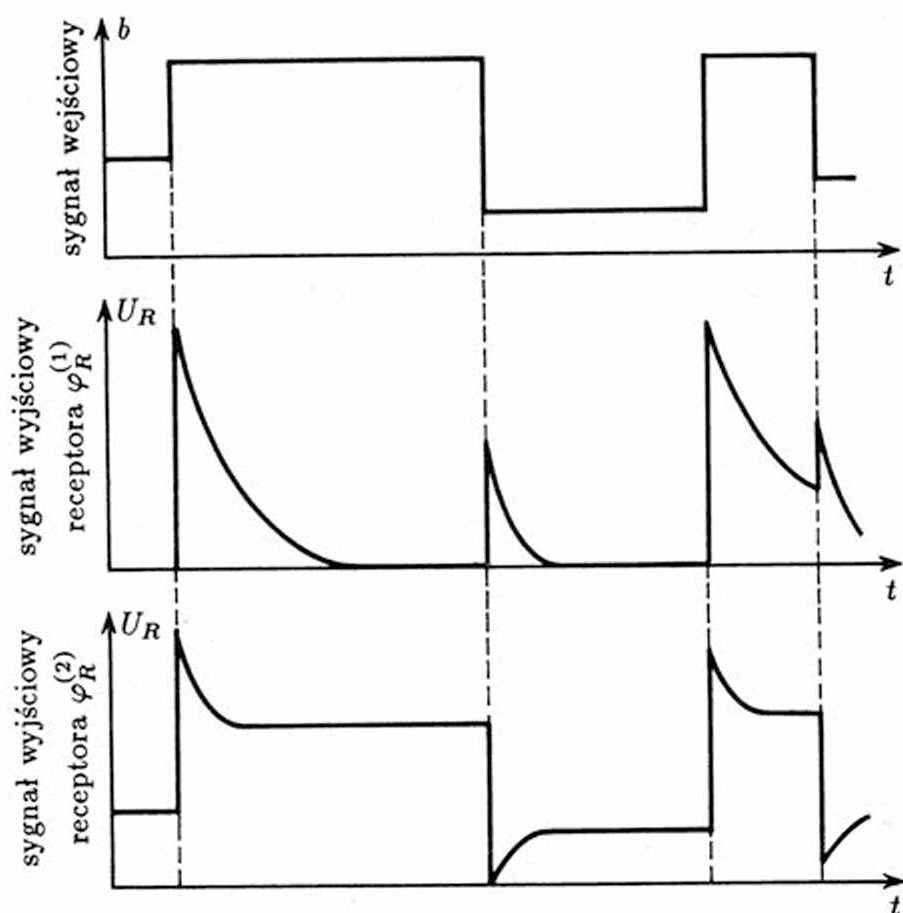 b
sygnał wejściowy
t
U_R
sygnał wyjściowy
receptora φ_R^(1)
t
U_R
sygnał wyjściowy
receptora φ_R^(2)
t